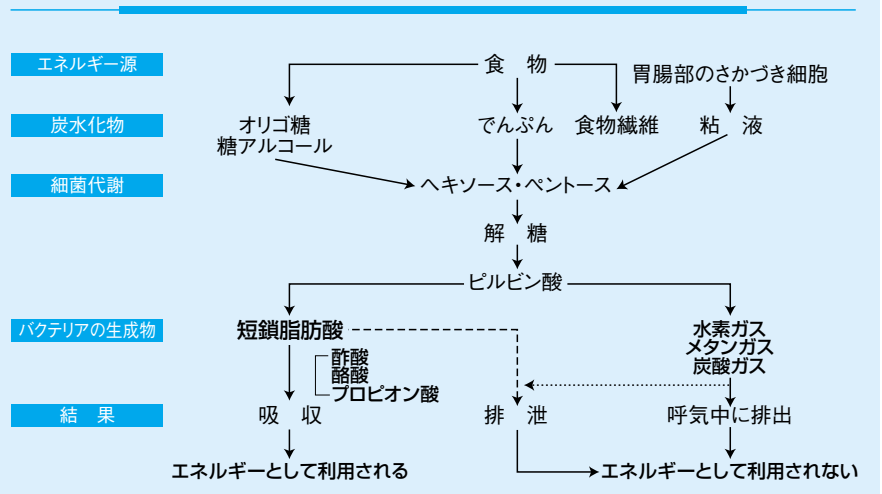 エネルギー源
食 物
胃腸部のさかづき細胞
炭水化物
オリゴ糖
糖アルコール
でんぷん
食物繊維
粘 液
細菌代謝
ヘキソース・ペントース
解 糖
ピルビン酸
バクテリアの生成物
短鎖脂肪酸
水素ガス
メタンガス
炭酸ガス
酢酸
酪酸
プロピオン酸
結 果
吸 収
排 泄
呼気中に排出
エネルギーとして利用される
エネルギーとして利用されない